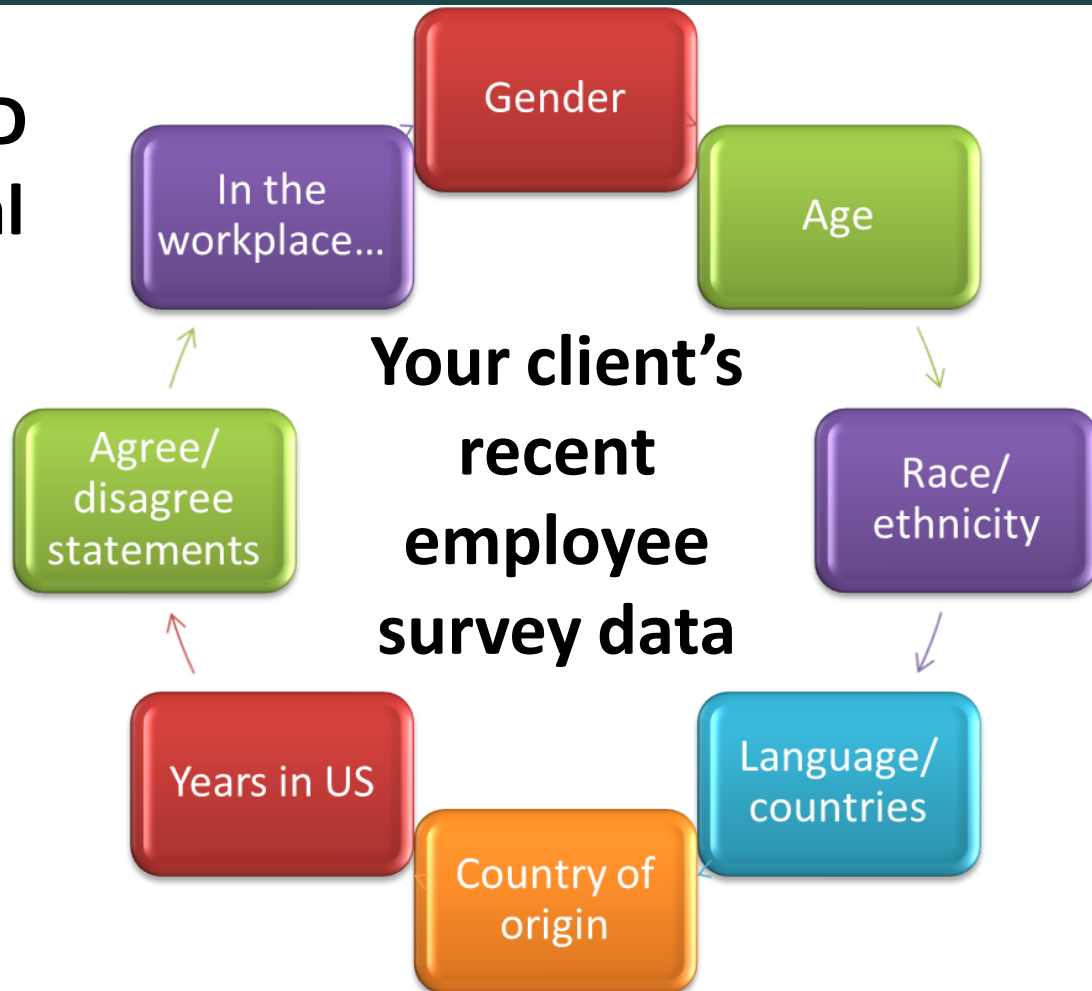 Gender
Age
Race/
ethnicity
Language/
countries
Country of
origin
Years in US
Agree/
disagree
statements
In the
workplace…
Your client’s
recent
employee
survey data